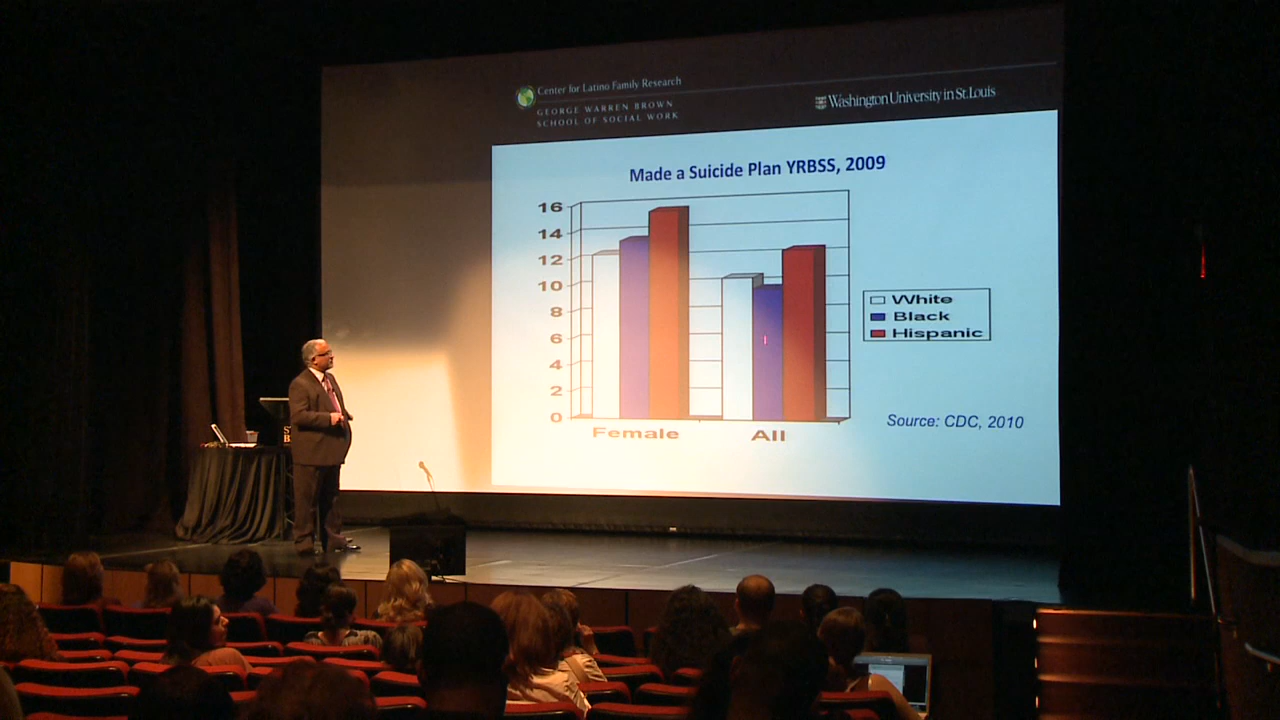 Center for Latino Family Research
GEORGE WARREN BROWN
SCHOOL OF SOCIAL WORK
Washington University in St. Louis
Made a Suicide Plan YRBSS, 2009
16
14
12
10
8
6
4
2
0
Female
All
White
Black
Hispanic
Source: CDC, 2010